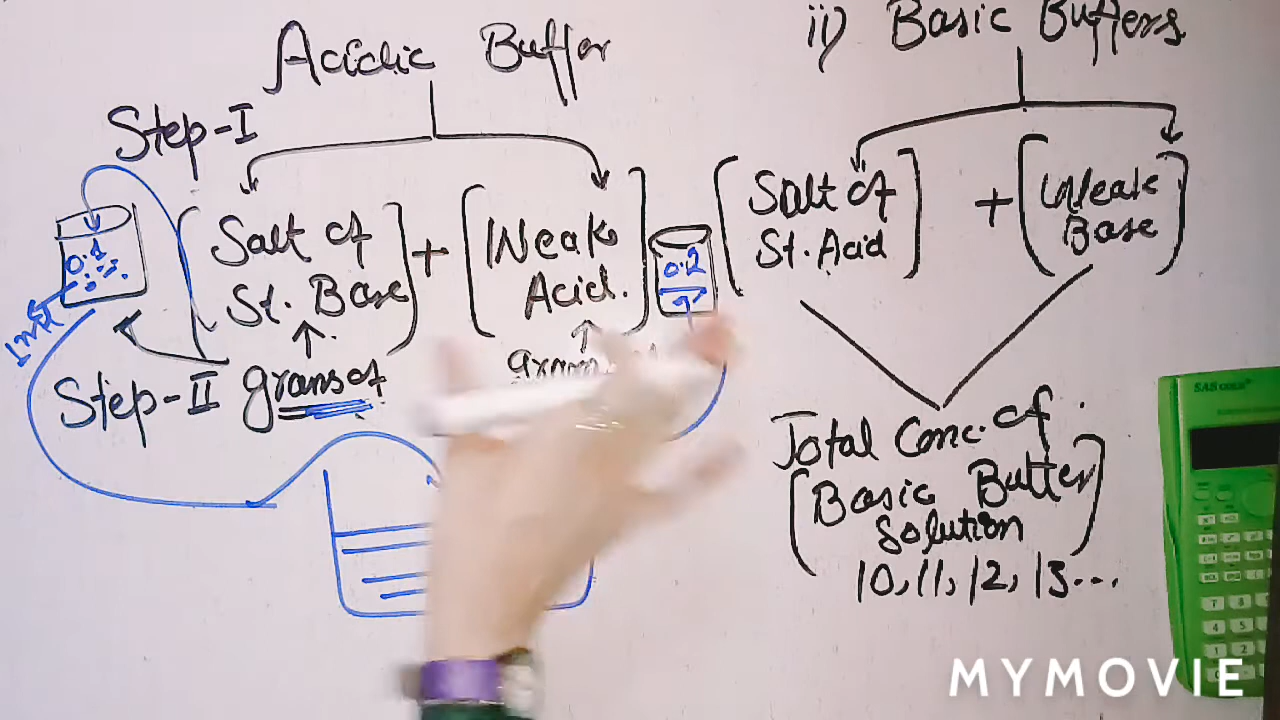 Acidic Buffer
Step-I
0.1
Salt of
St. Base
+
Weak
Acid.
0.2
Step-II grams of
gram
ii) Basic Buffers
Salt of
St. Acid
+
Weak
Base
Total Conc. of
Basic Buffer
Solution
10, 11, 12, 13...
MYMOVIE